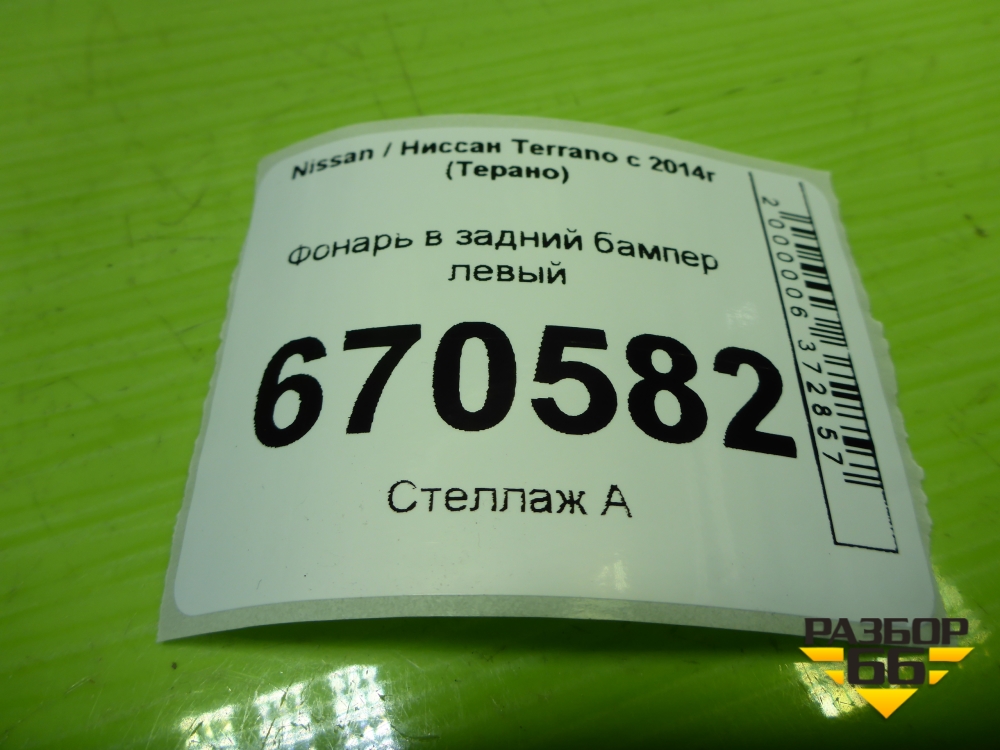 Nissan / Ниссан Terrano с 2014г
(Терано)
Фонарь в задний бампер
левый
670582
Стеллаж А
2000006372857
РАЗБОР
66